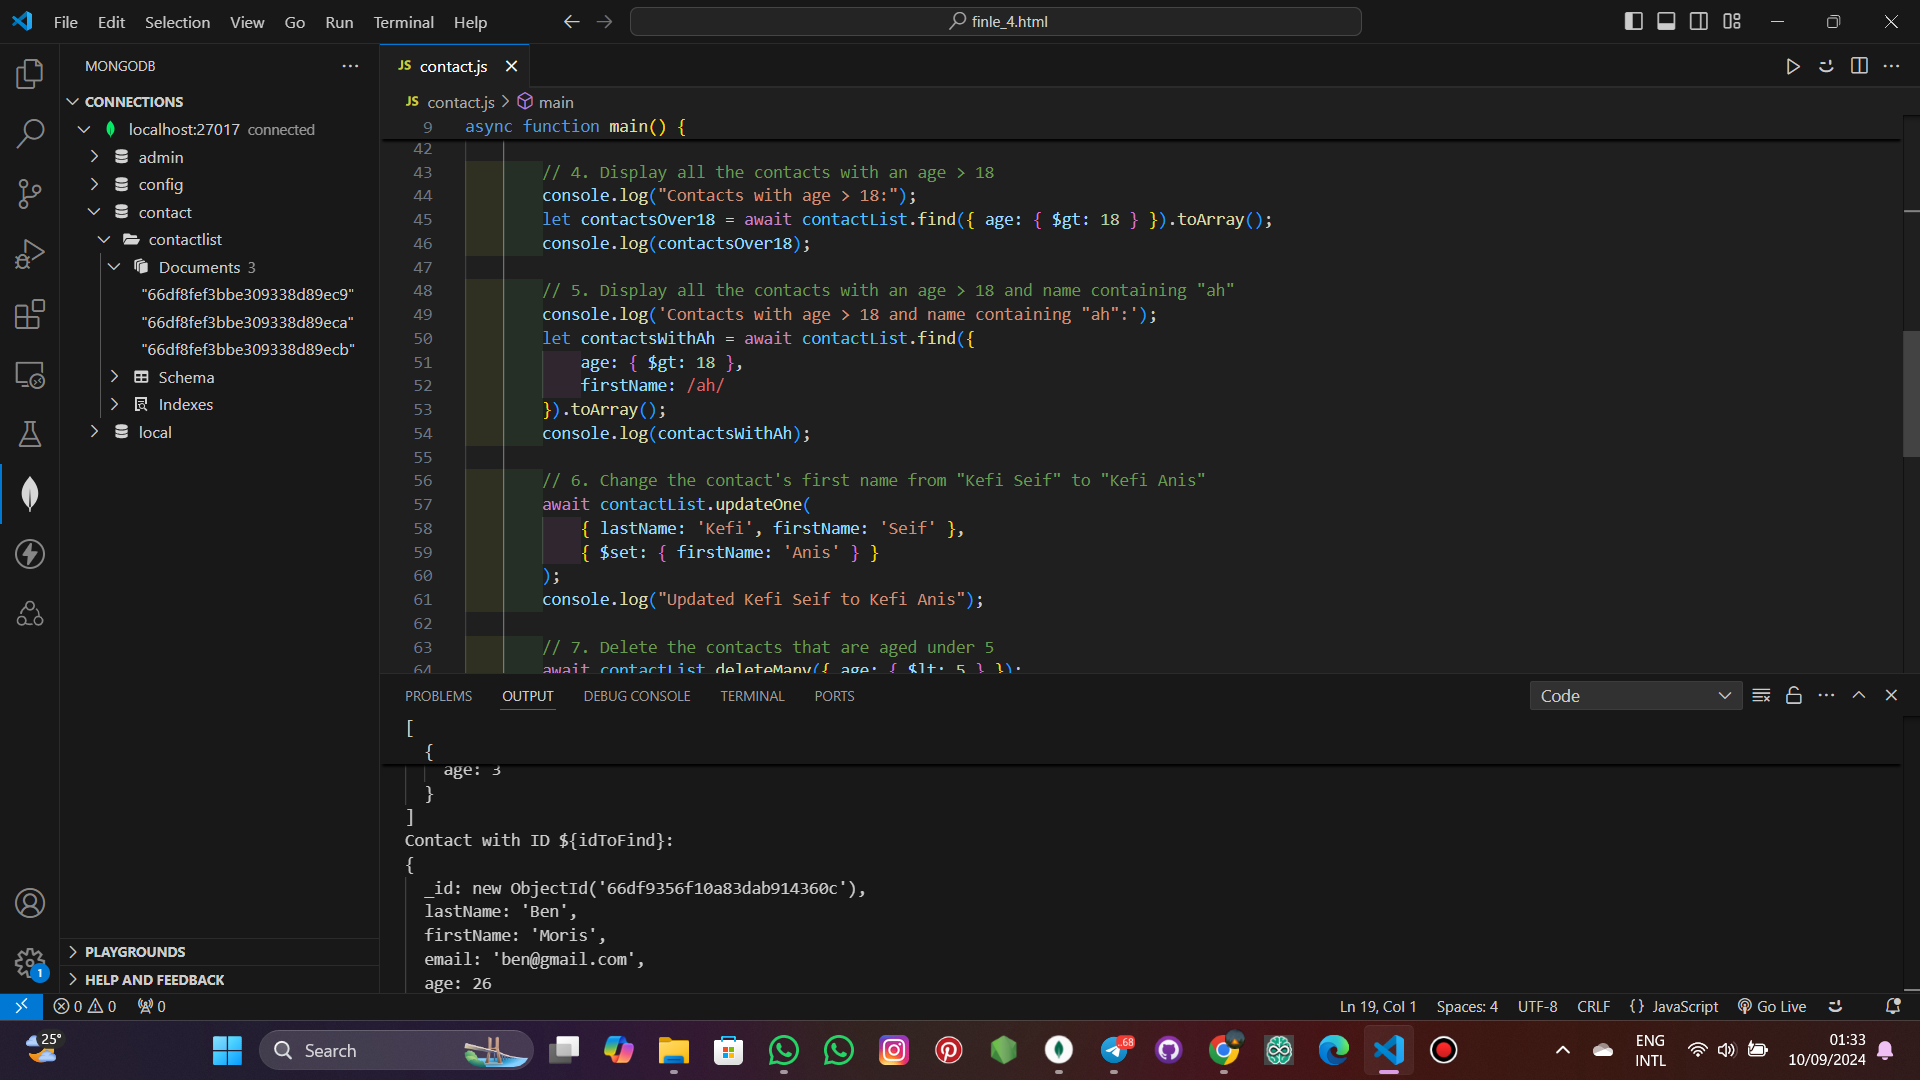 File Edit Selection View Go Run Terminal Help
finle_4.html
MONGODB
CONNECTIONS
localhost:27017 connected
admin
config
contact
contactlist
Documents 3
"66df8fef3bbe309338d89ec9"
"66df8fef3bbe309338d89eca"
"66df8fef3bbe309338d89ecb"
Schema
Indexes
local
PLAYGROUNDS
HELP AND FEEDBACK
JS contact.js
JS contact.js > main
9 async function main() {
42
43 // 4. Display all the contacts with an age > 18
44 console.log("Contacts with age > 18:");
45 let contactsOver18 = await contactList.find({ age: { $gt: 18 } }).toArray();
46 console.log(contactsOver18);
47
48 // 5. Display all the contacts with an age > 18 and name containing "ah"
49 console.log('Contacts with age > 18 and name containing "ah":');
50 let contactsWithAh = await contactList.find({
51 age: { $gt: 18 },
52 firstName: /ah/
53 }).toArray();
54 console.log(contactsWithAh);
55
56 // 6. Change the contact's first name from "Kefi Seif" to "Kefi Anis"
57 await contactList.updateOne(
58 { lastName: 'Kefi', firstName: 'Seif' },
59 { $set: { firstName: 'Anis' } }
60 );
61 console.log("Updated Kefi Seif to Kefi Anis");
62
63 // 7. Delete the contacts that are aged under 5
64 await contactList.deleteMany({ age: { $lt: 5 } });
PROBLEMS OUTPUT DEBUG CONSOLE TERMINAL PORTS
Code
[
{
age: 3
}
]
Contact with ID ${idToFind}:
{
_id: new ObjectId('66df9356f10a83dab914360c'),
lastName: 'Ben',
firstName: 'Moris',
email: 'ben@gmail.com',
age: 26
1
0 0 0
Ln 19, Col 1 Spaces: 4 UTF-8 CRLF {} JavaScript Go Live
25°
Search
.68
ENG
INTL
01:33
10/09/2024